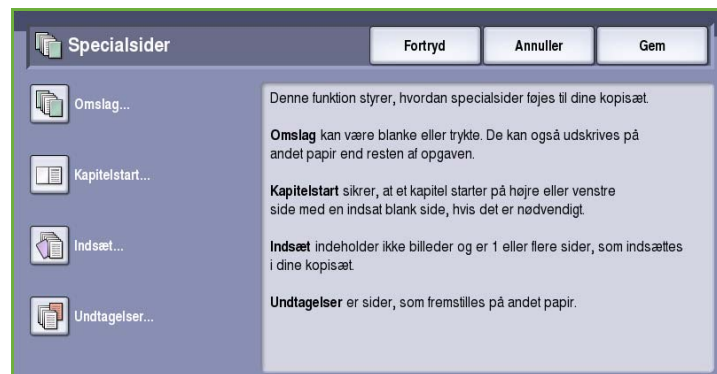 Specialsider
Fortryd
Annuller
Gem
Omslag...
Kapitelstart...
Indsæt...
Undtagelser...
Denne funktion styrer, hvordan specialsider føjes til dine kopisæt.
Omslag kan være blanke eller trykte. De kan også udskrives på
andet papir end resten af opgaven.
Kapitelstart sikrer, at et kapitel starter på højre eller venstre
side med en indsat blank side, hvis det er nødvendigt.
Indsæt indeholder ikke billeder og er 1 eller flere sider, som indsættes
i dine kopisæt.
Undtagelser er sider, som fremstilles på andet papir.